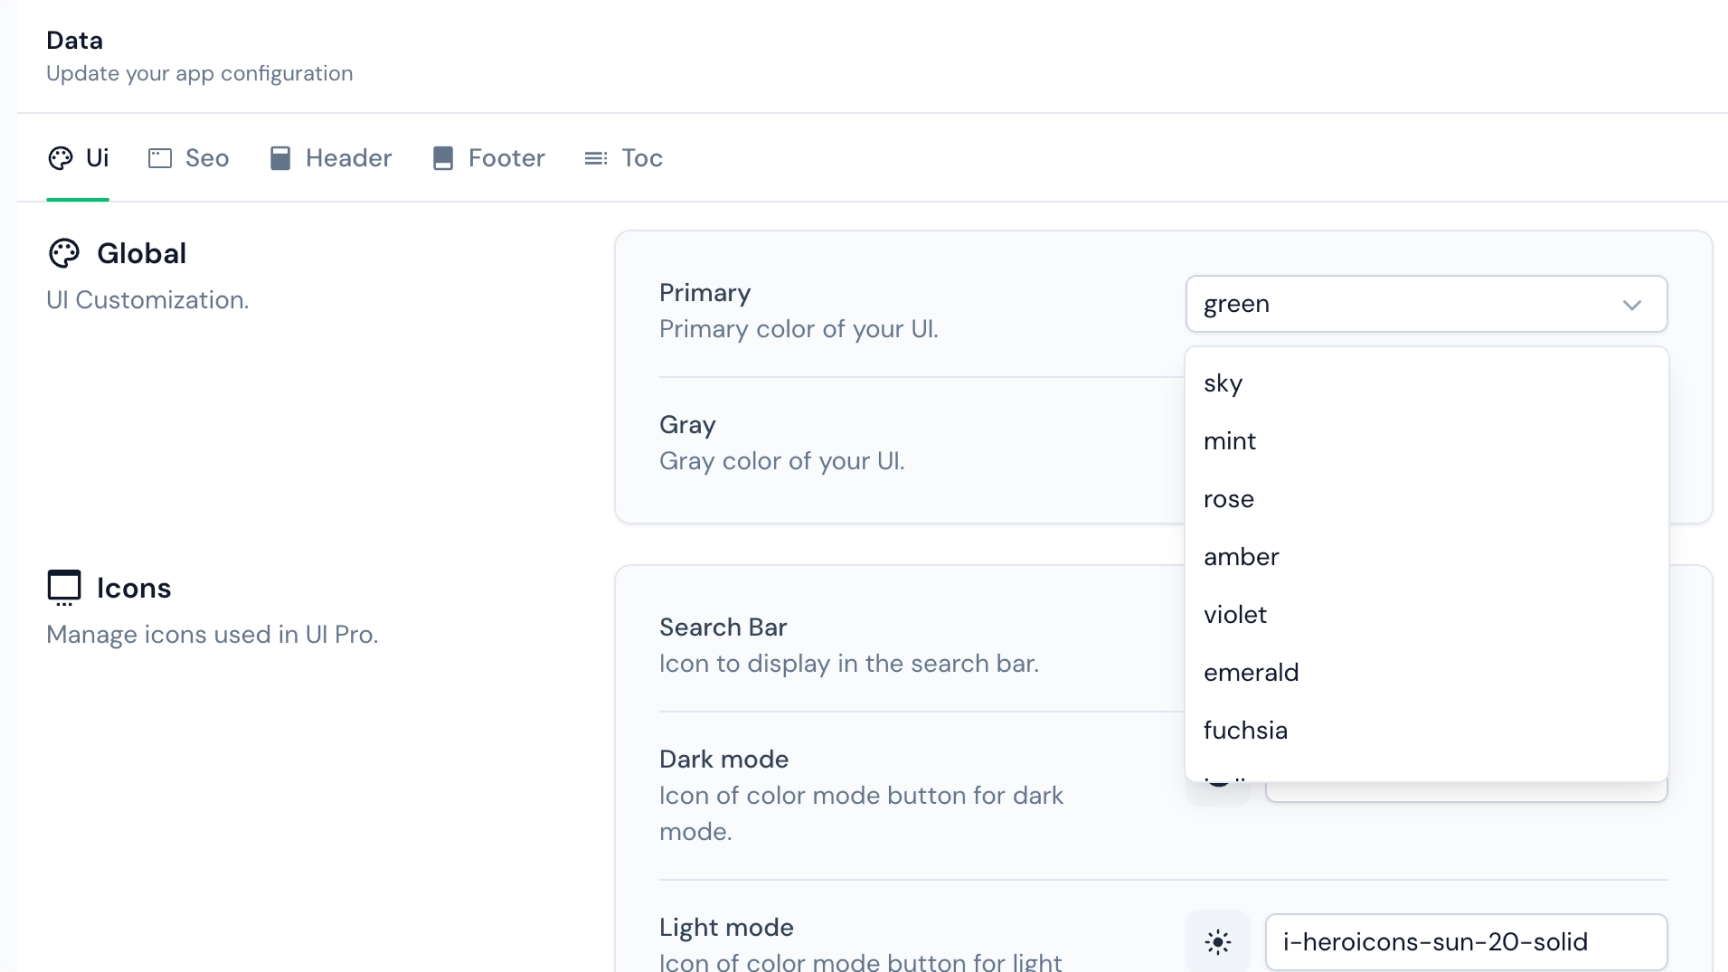 Data
Update your app configuration
Ui
Seo
Header
Footer
Toc
Global
UI Customization.
Primary
Primary color of your UI.
green
sky
mint
rose
amber
violet
emerald
fuchsia
Gray
Gray color of your UI.
Icons
Manage icons used in UI Pro.
Search Bar
Icon to display in the search bar.
Dark mode
Icon of color mode button for dark
mode.
Light mode
Icon of color mode button for light
i-heroicons-sun-20-solid